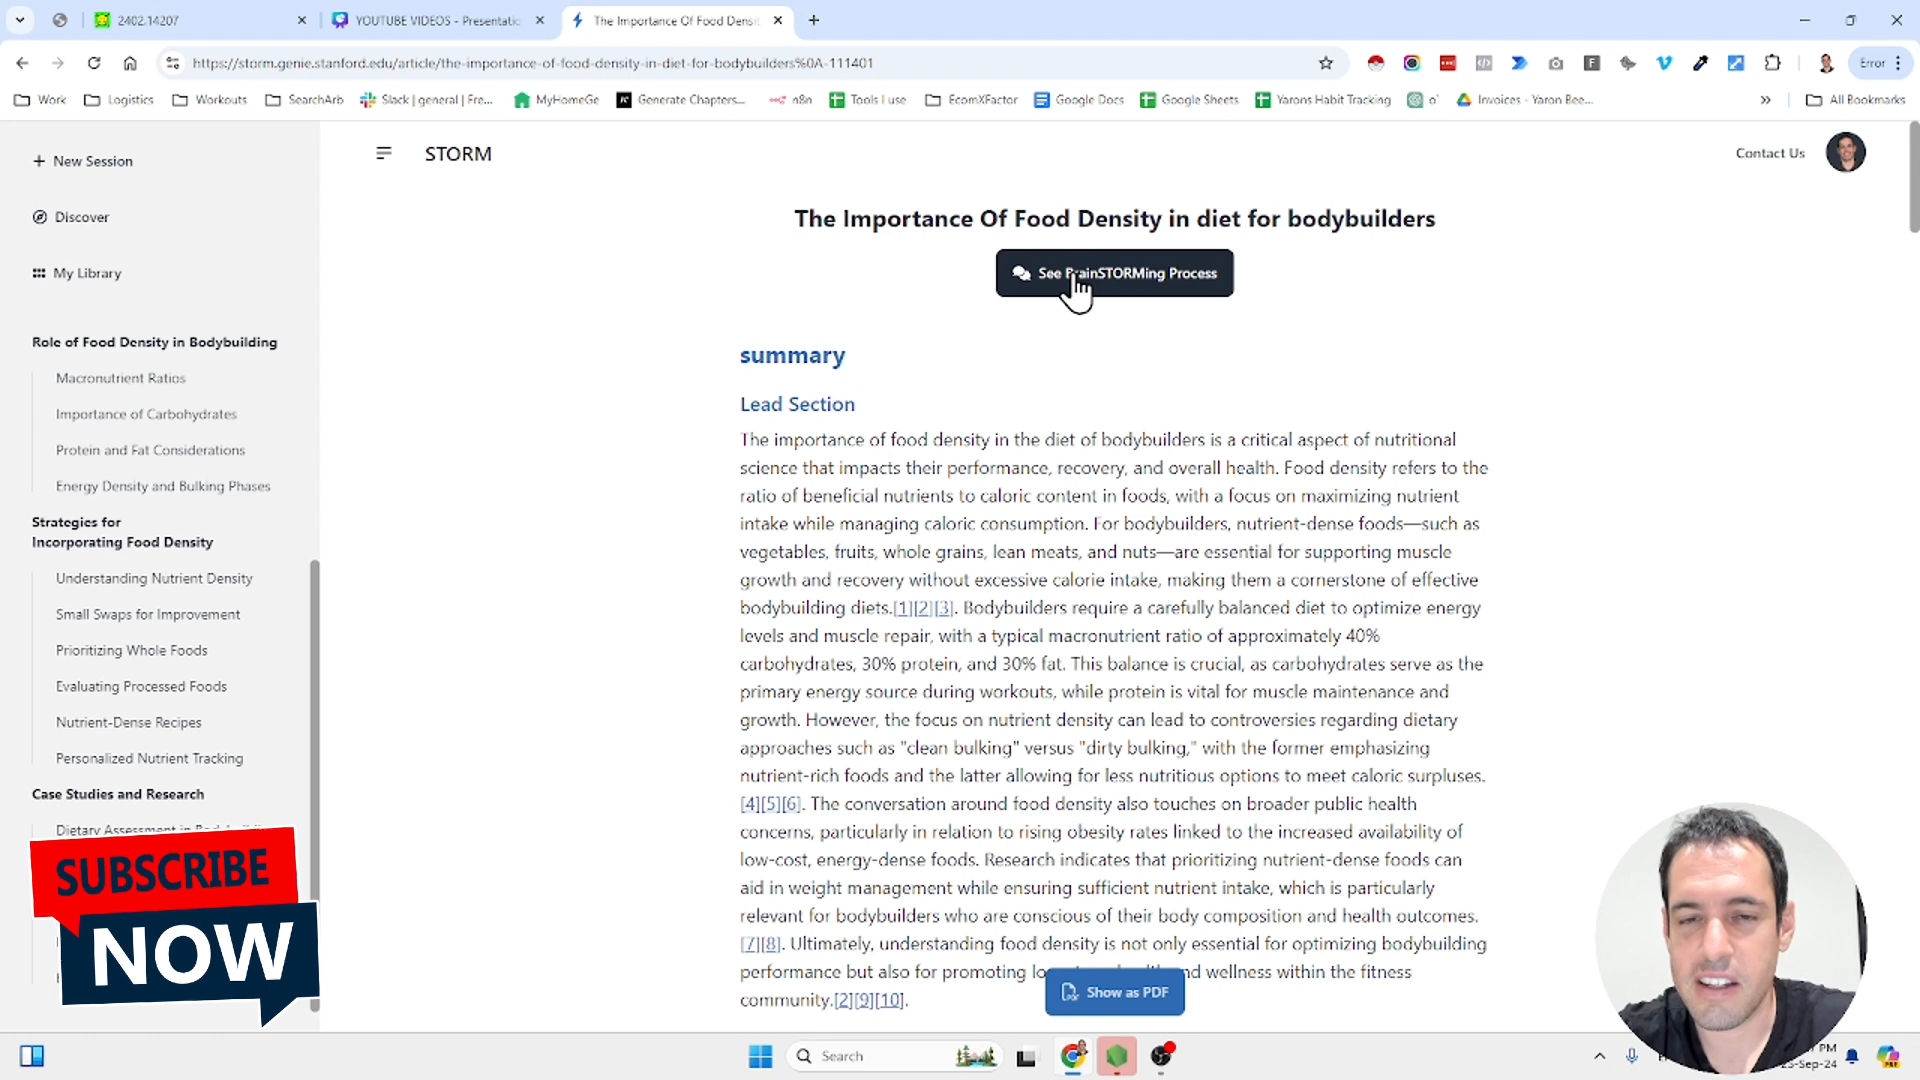 2402.14207
YOUTUBE VIDEOS - Presentatic
The Importance Of Food Densit
https://storm.genie.stanford.edu/article/the-importance-of-food-density-in-diet-for-bodybuilders%0A-111401
Error
Work
Logistics
Workouts
SearchArb
Slack | general | Fre...
MyHomeGe
Generate Chapters...
n8n
Tools I use
EcomXFactor
Google Docs
Google Sheets
Yarons Habit Tracking
o'
Invoices - Yaron Bee...
»
All Bookmarks
+ New Session
Discover
My Library
Role of Food Density in Bodybuilding
Macronutrient Ratios
Importance of Carbohydrates
Protein and Fat Considerations
Energy Density and Bulking Phases
Strategies for
Incorporating Food Density
Understanding Nutrient Density
Small Swaps for Improvement
Prioritizing Whole Foods
Evaluating Processed Foods
Nutrient-Dense Recipes
Personalized Nutrient Tracking
Case Studies and Research
Dietary Assessment in
SUBSCRIBE
NOW
STORM
Contact Us
The Importance Of Food Density in diet for bodybuilders
See BrainSTORMing Process
summary
Lead Section
The importance of food density in the diet of bodybuilders is a critical aspect of nutritional
science that impacts their performance, recovery, and overall health. Food density refers to the
ratio of beneficial nutrients to caloric content in foods, with a focus on maximizing nutrient
intake while managing caloric consumption. For bodybuilders, nutrient-dense foods—such as
vegetables, fruits, whole grains, lean meats, and nuts—are essential for supporting muscle
growth and recovery without excessive calorie intake, making them a cornerstone of effective
bodybuilding diets.[1][2][3]. Bodybuilders require a carefully balanced diet to optimize energy
levels and muscle repair, with a typical macronutrient ratio of approximately 40%
carbohydrates, 30% protein, and 30% fat. This balance is crucial, as carbohydrates serve as the
primary energy source during workouts, while protein is vital for muscle maintenance and
growth. However, the focus on nutrient density can lead to controversies regarding dietary
approaches such as "clean bulking" versus "dirty bulking," with the former emphasizing
nutrient-rich foods and the latter allowing for less nutritious options to meet caloric surpluses.
[4][5][6]. The conversation around food density also touches on broader public health
concerns, particularly in relation to rising obesity rates linked to the increased availability of
low-cost, energy-dense foods. Research indicates that prioritizing nutrient-dense foods can
aid in weight management while ensuring sufficient nutrient intake, which is particularly
relevant for bodybuilders who are conscious of their body composition and health outcomes.
[7][8]. Ultimately, understanding food density is not only essential for optimizing bodybuilding
performance but also for promoting nd wellness within the fitness
community.[2][9][10].
Show as PDF
Search
PM
-Sep-24